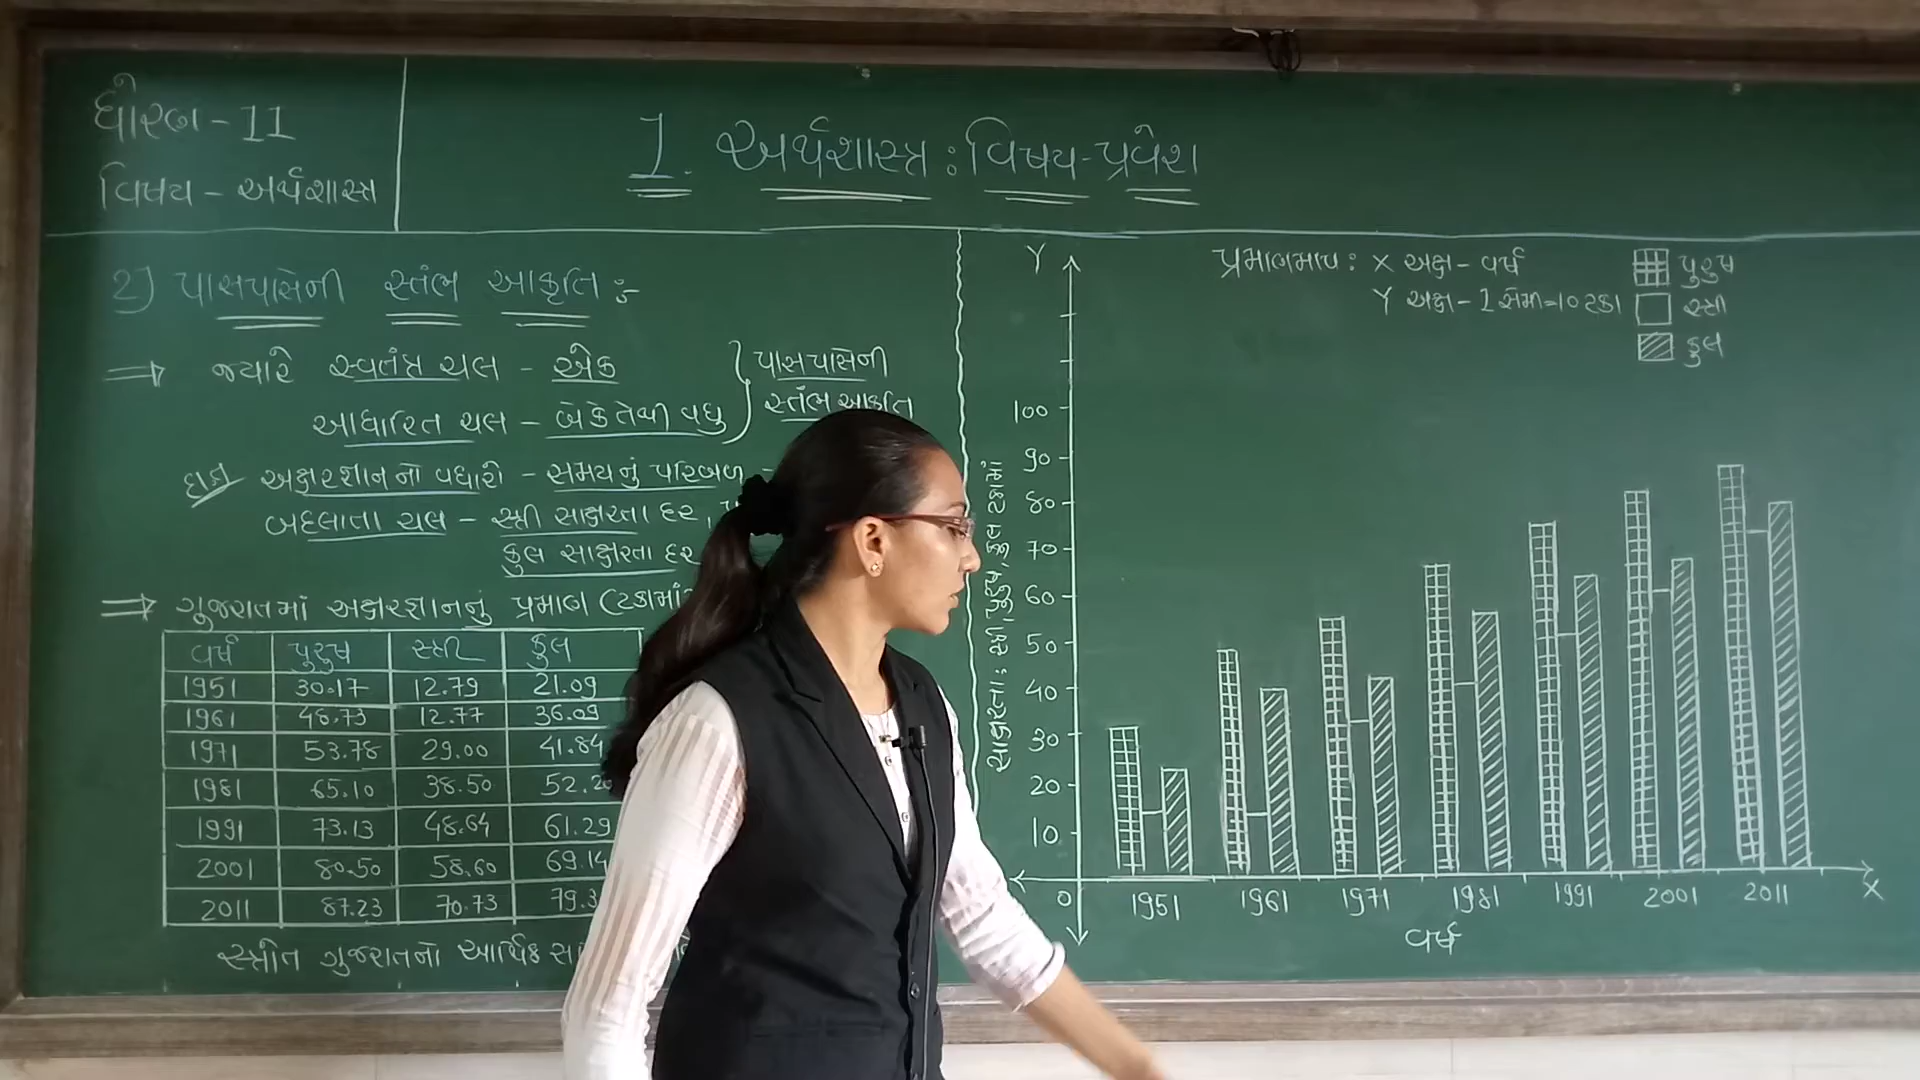 ધોરણ - 11
વિષય - અર્થશાસ્ત્ર
1. અર્થશાસ્ત્ર : વિષય-પ્રવેશ
2) પાસપાસેની સ્તંભ આકૃતિ :-
⇒ જ્યારે સ્વતંત્ર ચલ - એક
આધારિત ચલ - બે કે તેથી વધુ
પાસપાસેની
સ્તંભ આકૃતિ
દા.ત. અક્ષરજ્ઞાનનો વધારો - સમયનું પરિબળ -
બદલાતા ચલ - સ્ત્રી સાક્ષરતા દર,
કુલ સાક્ષરતા દર
⇒ ગુજરાતમાં અક્ષરજ્ઞાનનું પ્રમાણ (ટકામાં
વર્ષ પુરુષ સ્ત્રી કુલ
1951 30.17 12.79 21.09
1961 48.73 12.77 36.09
1971 53.78 29.00 41.84
1981 65.10 38.50 52.2
1991 73.13 48.64 61.29
2001 80.50 58.60 69.14
2011 87.23 70.73 79.3
સ્ત્રોત ગુજરાતનો આર્થિક
પ્રમાણમાપ : X અક્ષ - વર્ષ
Y અક્ષ - 1 સેમી = 10 ટકા
પુરુષ
સ્ત્રી
કુલ
Y
100
90
80
70
60
50
40
30
20
10
0
સાક્ષરતા : સ્ત્રી, પુરુષ, કુલ ટકામાં
1951 1961 1971 1981 1991 2001 2011
X
વર્ષ